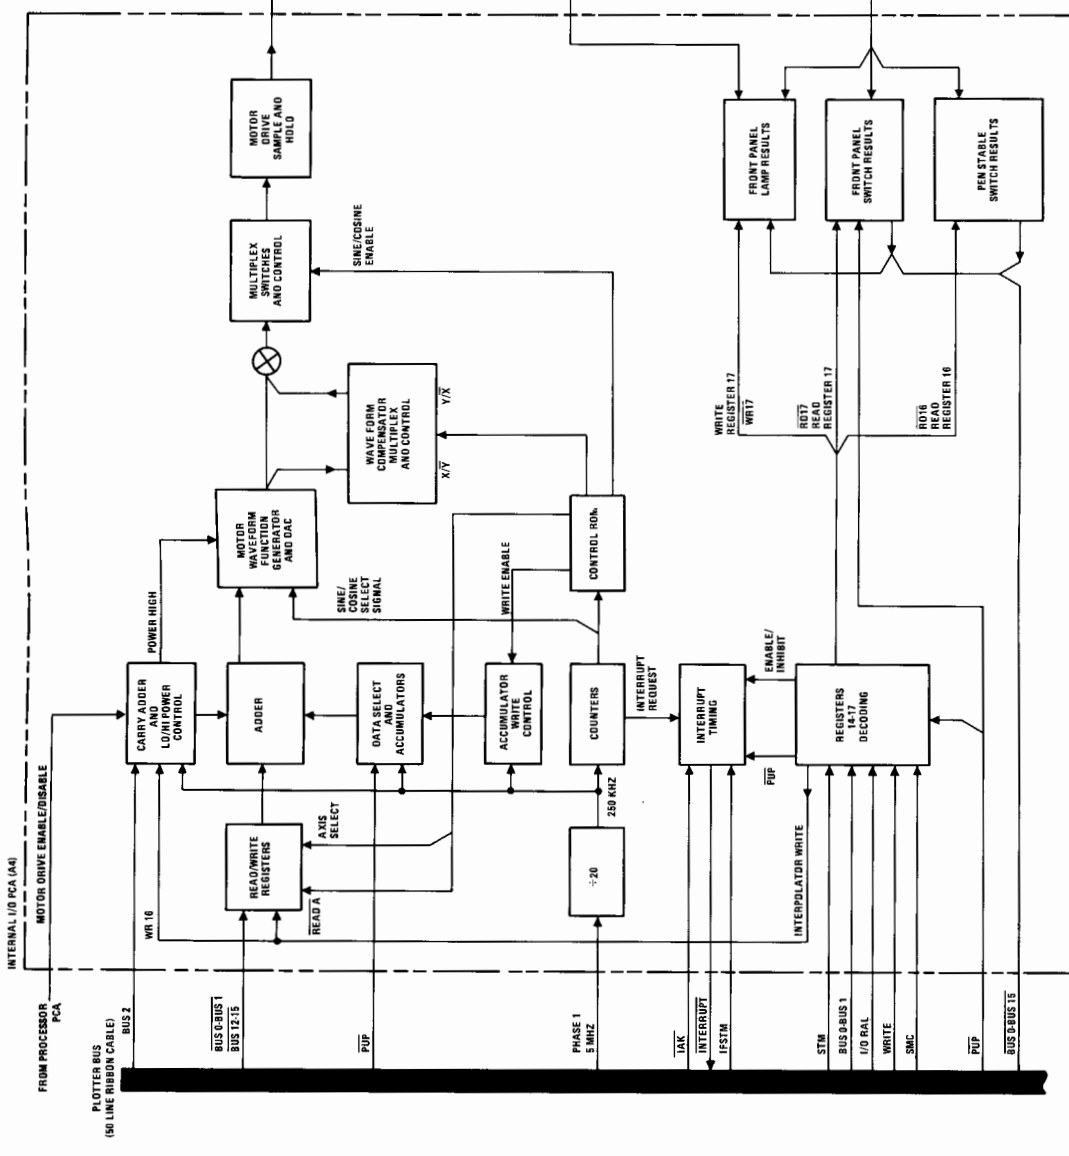 INTERNAL I/O PCA (A4)
MOTOR DRIVE ENABLE/DISABLE
FROM PROCESSOR
PCA
PLOTTER BUS
(50 LINE RIBBON CABLE)
BUS 2
BUS 0-BUS 1
BUS 12-15
PUP
PHASE 1
5 MHZ
IAK
INTERRUPT
IFSTM
STM
BUS 0-BUS 1
I/O RAL
WRITE
SMC
PUP
BUS 0-BUS 15
WR 16
READ A
INTERPOLATOR WRITE
READ/WRITE
REGISTERS
AXIS
SELECT
÷20
250 KHZ
CARRY ADDER
AND
LO/HI POWER
CONTROL
ADDER
DATA SELECT
AND
ACCUMULATORS
ACCUMULATOR
WRITE
CONTROL
COUNTERS
INTERRUPT
REQUEST
INTERRUPT
TIMING
PUP
ENABLE/
INHIBIT
REGISTERS
14-17
DECODING
POWER HIGH
SINE/
COSINE
SELECT
SIGNAL
WRITE ENABLE
MOTOR
WAVEFORM
FUNCTION
GENERATOR
AND DAC
CONTROL ROM
WAVE FORM
COMPENSATOR
MULTIPLEX
AND CONTROL
X/Y
Y/X
WRITE
REGISTER 17
WR17
RD17
READ
REGISTER 17
RD16
READ
REGISTER 16
MULTIPLEX
SWITCHES
AND CONTROL
SINE/COSINE
ENABLE
MOTOR
DRIVE
SAMPLE AND
HOLD
FRONT PANEL
LAMP RESULTS
FRONT PANEL
SWITCH RESULTS
PEN STABLE
SWITCH RESULTS